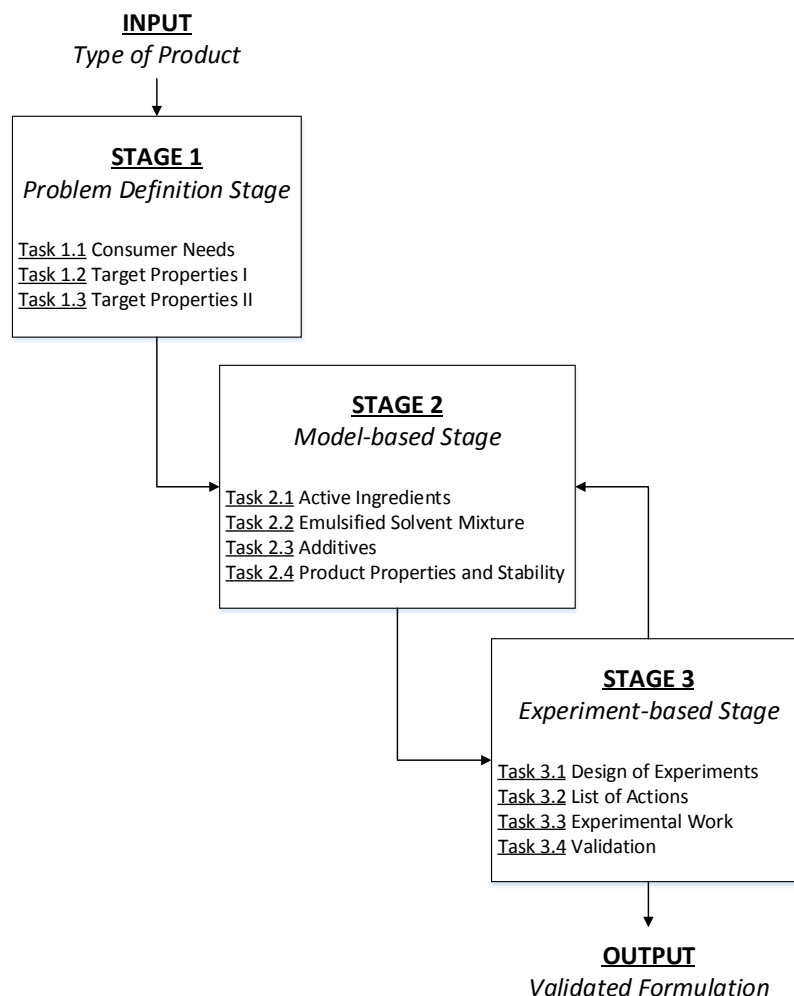 INPUT
Type of Product
STAGE 1
Problem Definition Stage
Task 1.1 Consumer Needs
Task 1.2 Target Properties I
Task 1.3 Target Properties II
STAGE 2
Model-based Stage
Task 2.1 Active Ingredients
Task 2.2 Emulsified Solvent Mixture
Task 2.3 Additives
Task 2.4 Product Properties and Stability
STAGE 3
Experiment-based Stage
Task 3.1 Design of Experiments
Task 3.2 List of Actions
Task 3.3 Experimental Work
Task 3.4 Validation
OUTPUT
Validated Formulation